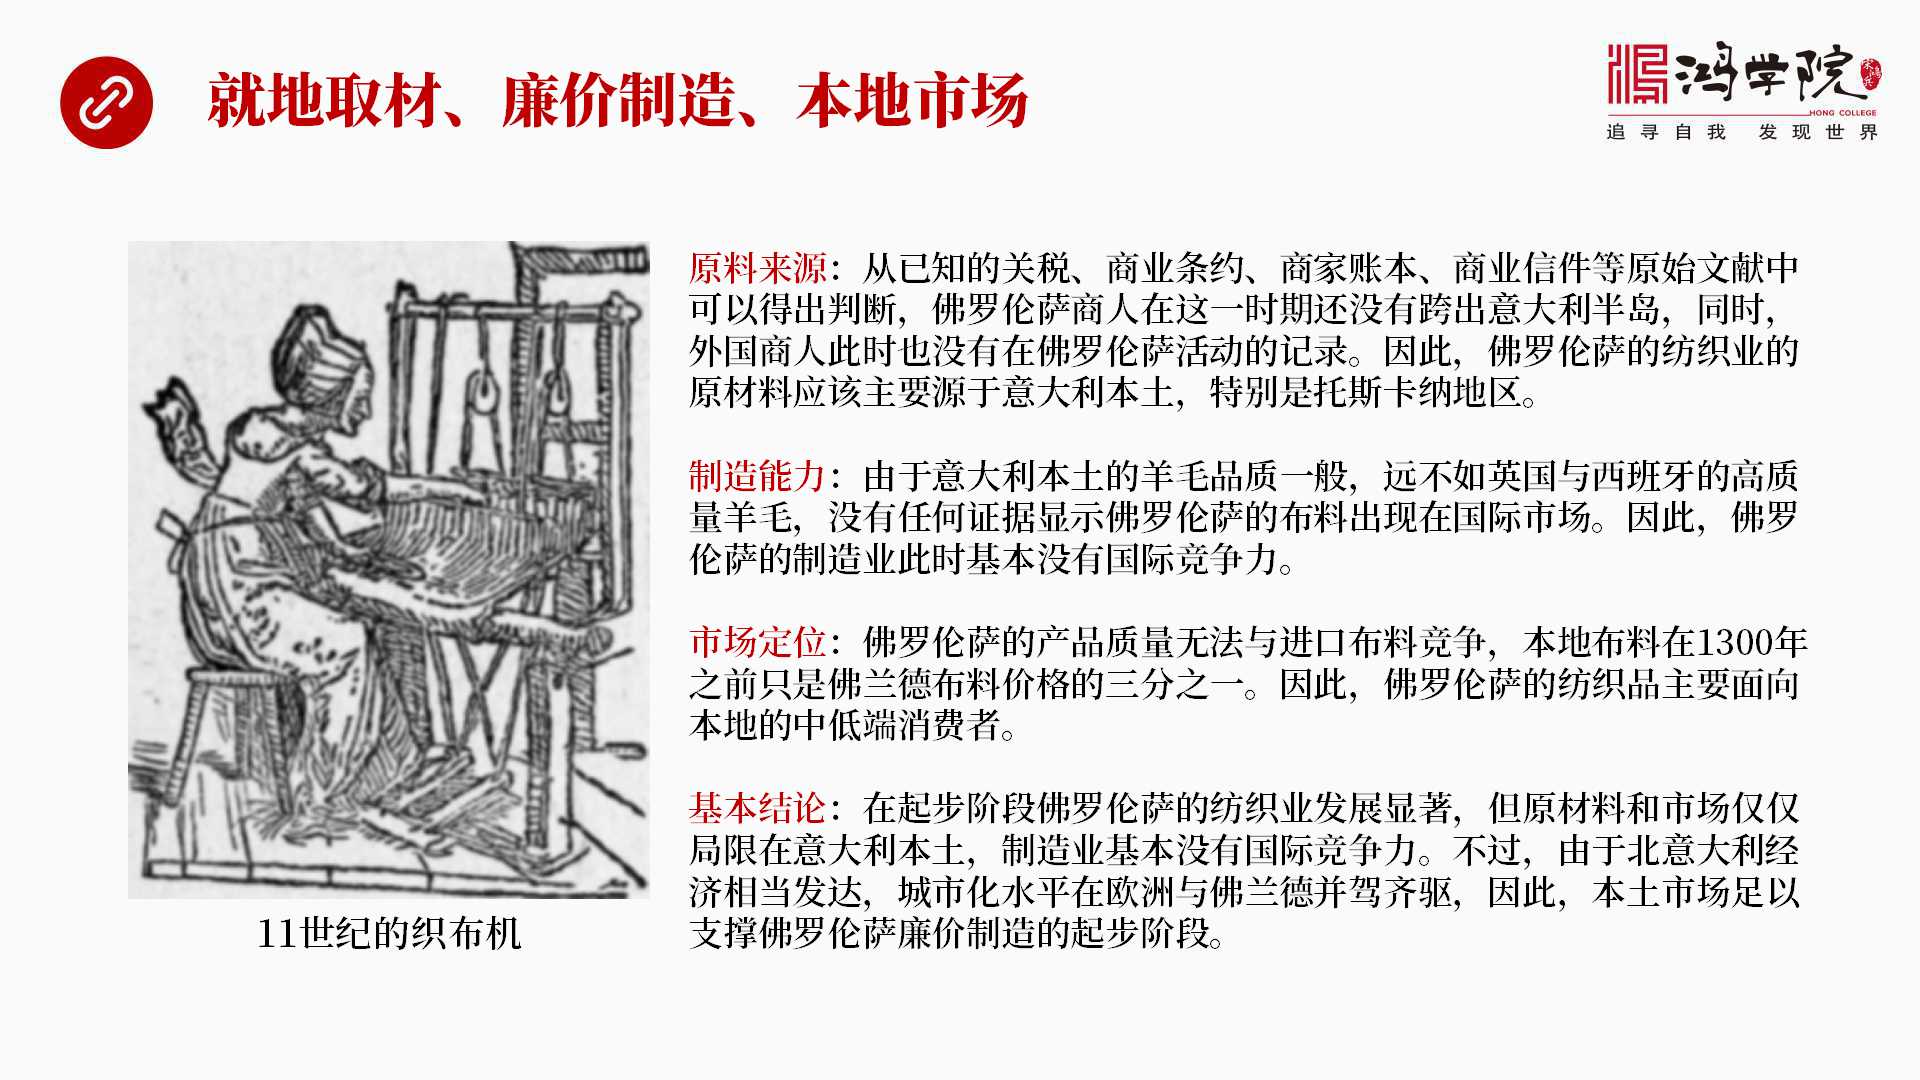 就地取材、廉价制造、本地市场
鸿学院
宋鸿兵
HONG COLLEGE
追寻自我 发现世界
原料来源：从已知的关税、商业条约、商家账本、商业信件等原始文献中
可以得出判断，佛罗伦萨商人在这一时期还没有跨出意大利半岛，同时，
外国商人此时也没有在佛罗伦萨活动的记录。因此，佛罗伦萨的纺织业的
原材料应该主要源于意大利本土，特别是托斯卡纳地区。
制造能力：由于意大利本土的羊毛品质一般，远不如英国与西班牙的高质
量羊毛，没有任何证据显示佛罗伦萨的布料出现在国际市场。因此，佛罗
伦萨的制造业此时基本没有国际竞争力。
市场定位：佛罗伦萨的产品质量无法与进口布料竞争，本地布料在1300年
之前只是佛兰德布料价格的三分之一。因此，佛罗伦萨的纺织品主要面向
本地的中低端消费者。
基本结论：在起步阶段佛罗伦萨的纺织业发展显著，但原材料和市场仅仅
局限在意大利本土，制造业基本没有国际竞争力。不过，由于北意大利经
济相当发达，城市化水平在欧洲与佛兰德并驾齐驱，因此，本土市场足以
支撑佛罗伦萨廉价制造的起步阶段。
11世纪的织布机